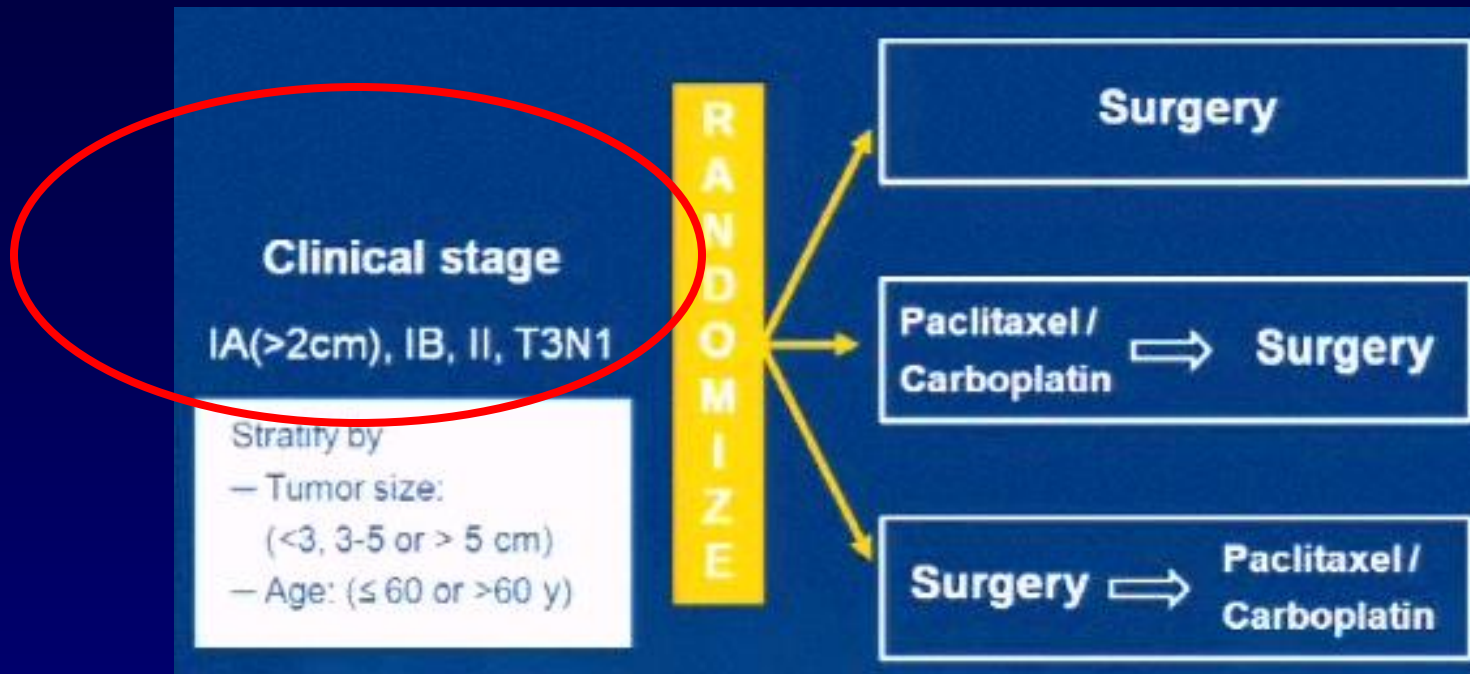 Clinical stage
IA(>2cm), IB, II, T3N1
Stratify by
— Tumor size:
(<3, 3-5 or > 5 cm)
— Age: (≤ 60 or >60 y)
RANDOMIZE
Surgery
Paclitaxel / Carboplatin ⇨ Surgery
Surgery ⇨ Paclitaxel / Carboplatin